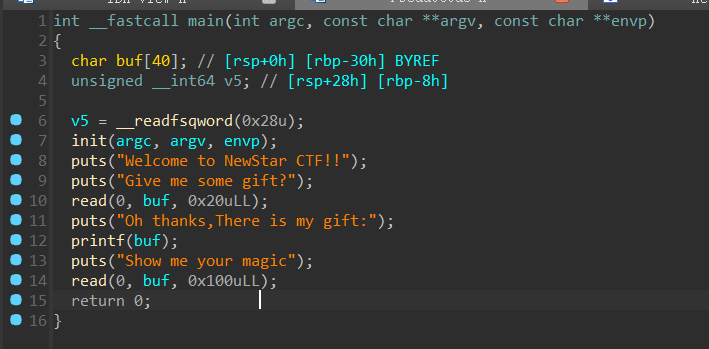 1 int __fastcall main(int argc, const char **argv, const char **envp)
2 {
3 char buf[40]; // [rsp+0h] [rbp-30h] BYREF
4 unsigned __int64 v5; // [rsp+28h] [rbp-8h]
5
6 v5 = __readfsqword(0x28u);
7 init(argc, argv, envp);
8 puts("Welcome to NewStar CTF!!");
9 puts("Give me some gift?");
10 read(0, buf, 0x20uLL);
11 puts("Oh thanks,There is my gift:");
12 printf(buf);
13 puts("Show me your magic");
14 read(0, buf, 0x100uLL);
15 return 0;
16 }